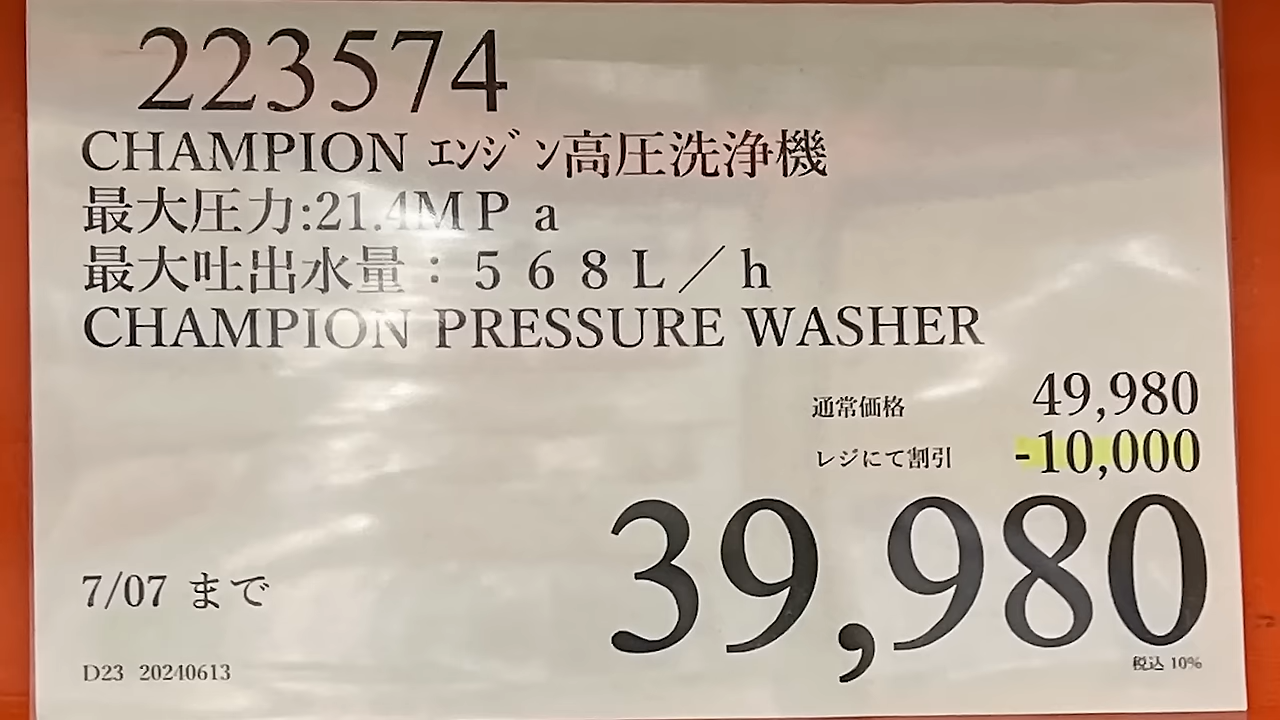 223574
CHAMPION ｴﾝｼﾞﾝ高圧洗浄機
最大圧力:21.4MＰａ
最大吐出水量：５６８Ｌ／ｈ
CHAMPION PRESSURE WASHER
通常価格 49,980
レジにて割引 -10,000
39,980
税込 10%
7/07 まで
D23 20240613